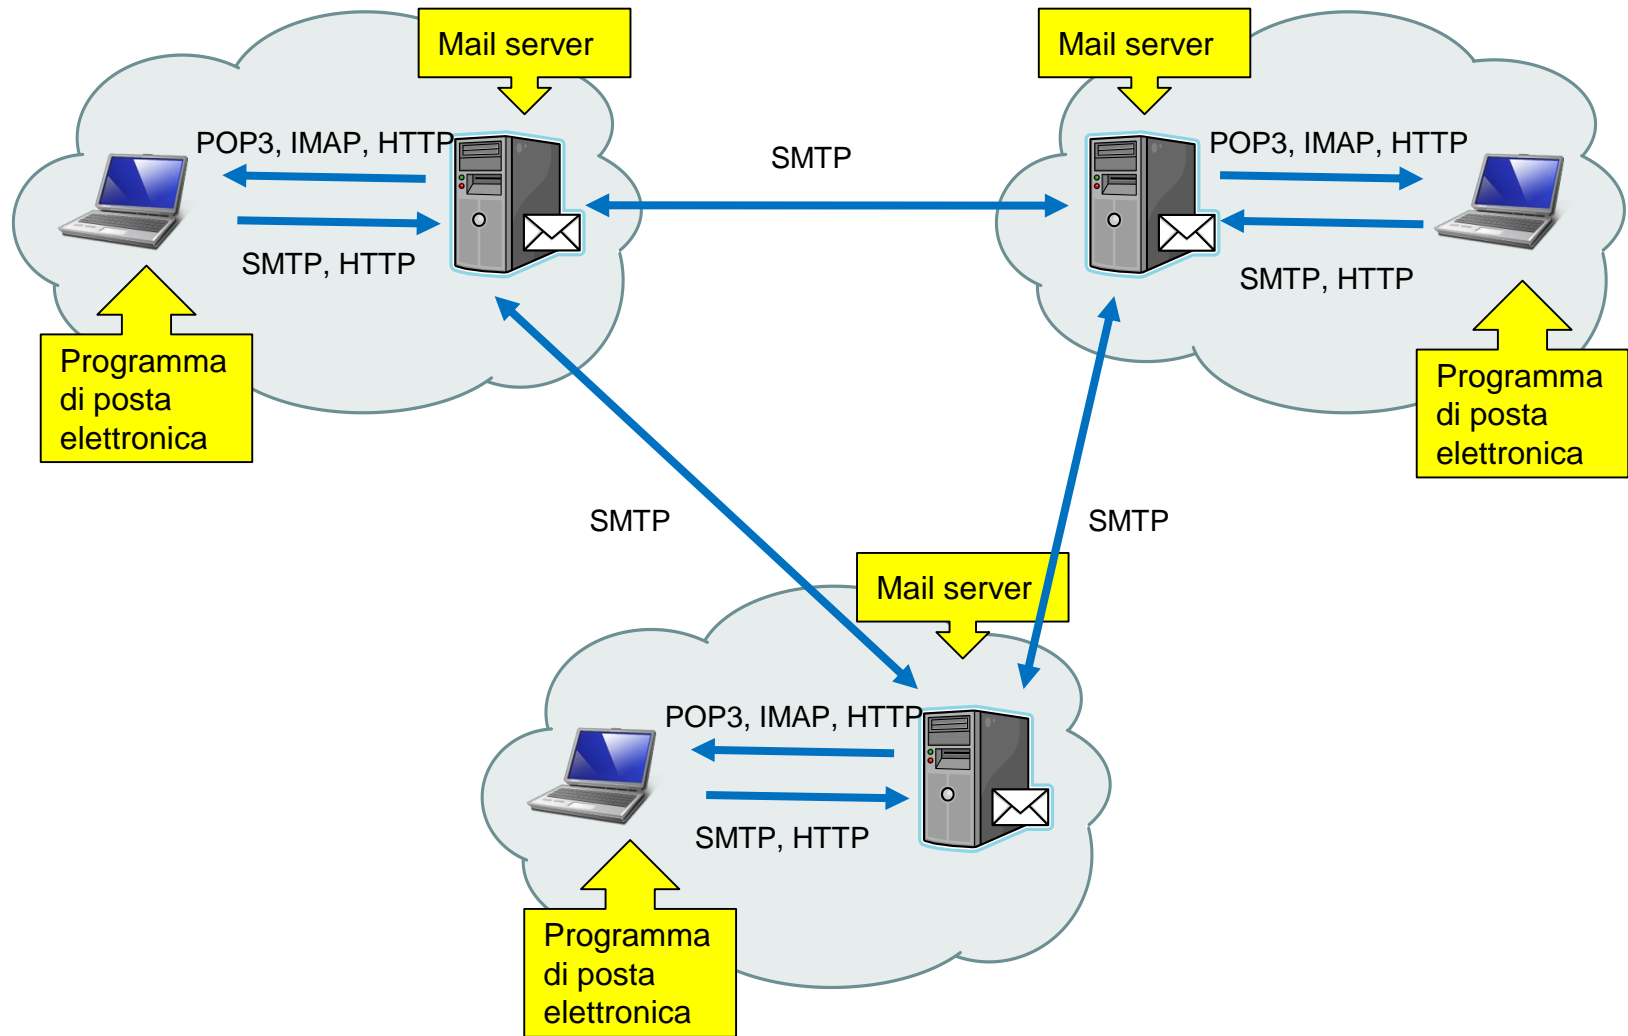 Mail server
Mail server
POP3, IMAP, HTTP
SMTP
POP3, IMAP, HTTP
SMTP, HTTP
SMTP, HTTP
Programma
di posta
elettronica
Programma
di posta
elettronica
SMTP
SMTP
Mail server
POP3, IMAP, HTTP
SMTP, HTTP
Programma
di posta
elettronica